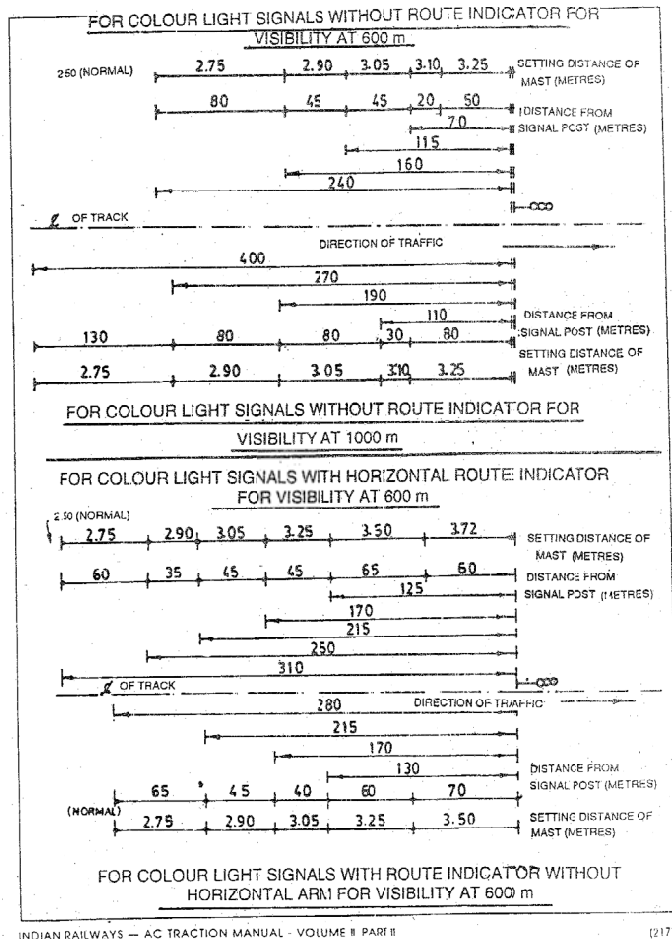 FOR COLOUR LIGHT SIGNALS WITHOUT ROUTE INDICATOR FOR
VISIBILITY AT 600 m
250 (NORMAL) 2.75 2.90 3.05 3.10 3.25 SETTING DISTANCE OF
MAST (METRES)
80 45 45 20 50 DISTANCE FROM
70 SIGNAL POST (METRES)
115
160
240
OF TRACK
DIRECTION OF TRAFFIC
400
270
190
110 DISTANCE FROM
130 80 80 30 80 SIGNAL POST (METRES)
SETTING DISTANCE OF
2.75 2.90 3.05 3.10 3.25 MAST (METRES)
FOR COLOUR LIGHT SIGNALS WITHOUT ROUTE INDICATOR FOR
VISIBILITY AT 1000 m
FOR COLOUR LIGHT SIGNALS WITH HORIZONTAL ROUTE INDICATOR
FOR VISIBILITY AT 600 m
2.50 (NORMAL)
2.75 2.90 3.05 3.25 3.50 3.72 SETTING DISTANCE OF
MAST (METRES)
60 35 45 45 65 60 DISTANCE FROM
125 SIGNAL POST (METRES)
170
215
250
310
OF TRACK
280 DIRECTION OF TRAFFIC
215
170
130 DISTANCE FROM
SIGNAL POST (METRES)
65 45 40 60 70
(NORMAL)
2.75 2.90 3.05 3.25 3.50 SETTING DISTANCE OF
MAST (METRES)
FOR COLOUR LIGHT SIGNALS WITH ROUTE INDICATOR WITHOUT
HORIZONTAL ARM FOR VISIBILITY AT 600 m
INDIAN RAILWAYS — AC TRACTION MANUAL - VOLUME II PART II [217